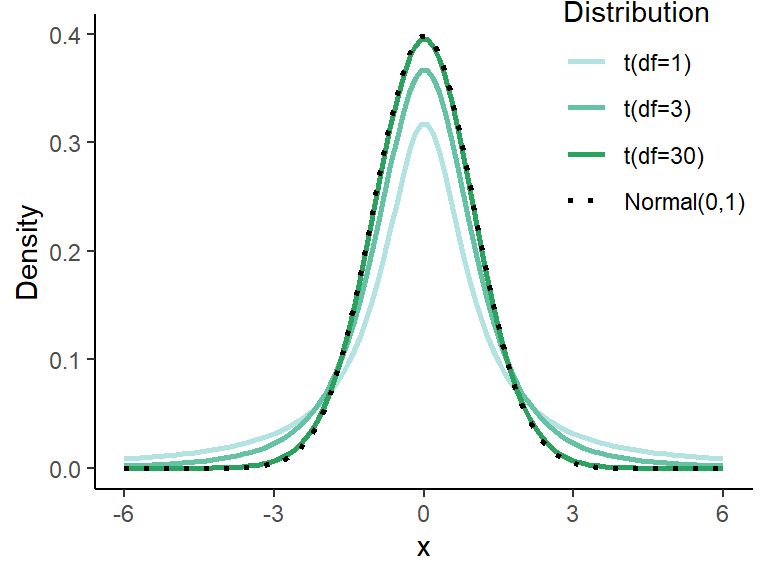 Distribution
t(df=1)
t(df=3)
t(df=30)
Normal(0,1)
0.4
0.3
0.2
0.1
0.0
Density
-6
-3
0
3
6
x